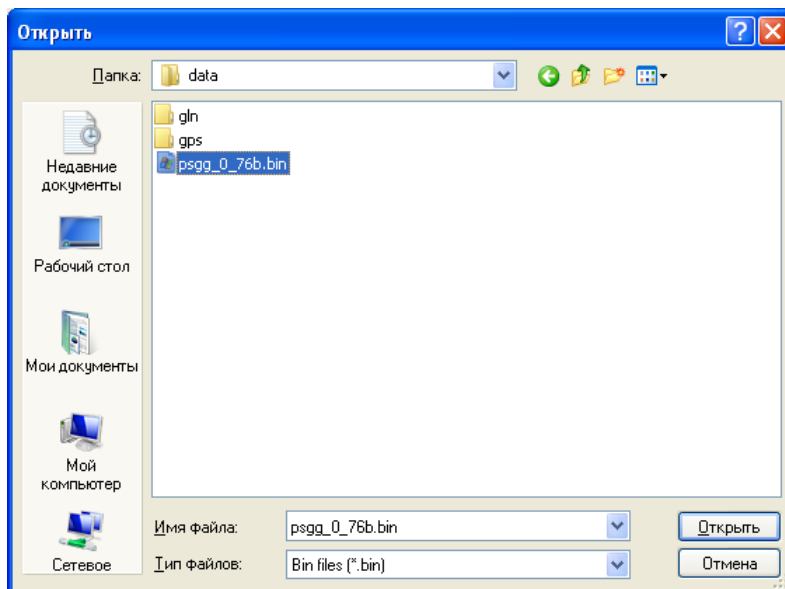 Открыть
Папка:
data
gln
gps
psgg_0_76b.bin
Недавние
документы
Рабочий стол
Мои документы
Мой
компьютер
Сетевое
Имя файла:
psgg_0_76b.bin
Открыть
Тип файлов:
Bin files (*.bin)
Отмена